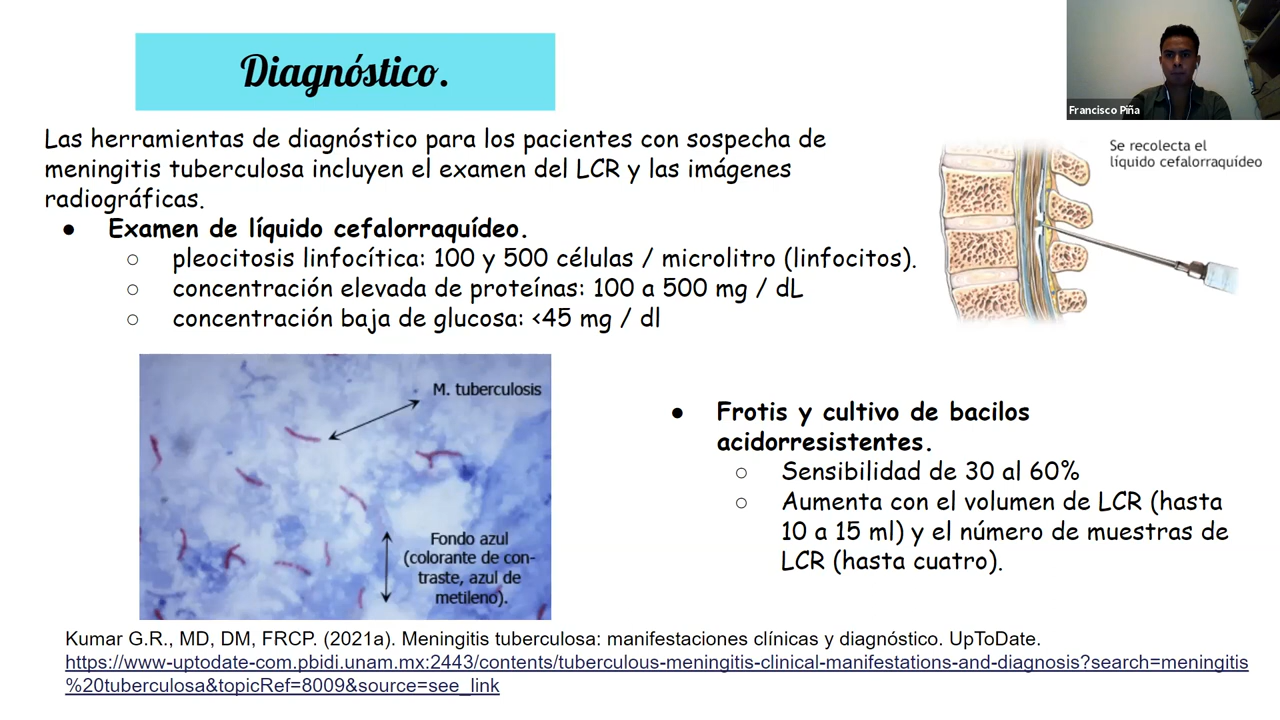 Diagnóstico.
Francisco Piña
Las herramientas de diagnóstico para los pacientes con sospecha de
meningitis tuberculosa incluyen el examen del LCR y las imágenes
radiográficas.
● Examen de líquido cefalorraquídeo.
○ pleocitosis linfocítica: 100 y 500 células / microlitro (linfocitos).
○ concentración elevada de proteínas: 100 a 500 mg / dL
○ concentración baja de glucosa: <45 mg / dl
Se recolecta el
líquido cefalorraquídeo
M. tuberculosis
Fondo azul
(colorante de con-
traste, azul de
metileno).
● Frotis y cultivo de bacilos
acidorresistentes.
○ Sensibilidad de 30 al 60%
○ Aumenta con el volumen de LCR (hasta
10 a 15 ml) y el número de muestras de
LCR (hasta cuatro).
Kumar G.R., MD, DM, FRCP. (2021a). Meningitis tuberculosa: manifestaciones clínicas y diagnóstico. UpToDate.
https://www-uptodate-com.pbidi.unam.mx:2443/contents/tuberculous-meningitis-clinical-manifestations-and-diagnosis?search=meningitis
%20tuberculosa&topicRef=8009&source=see_link